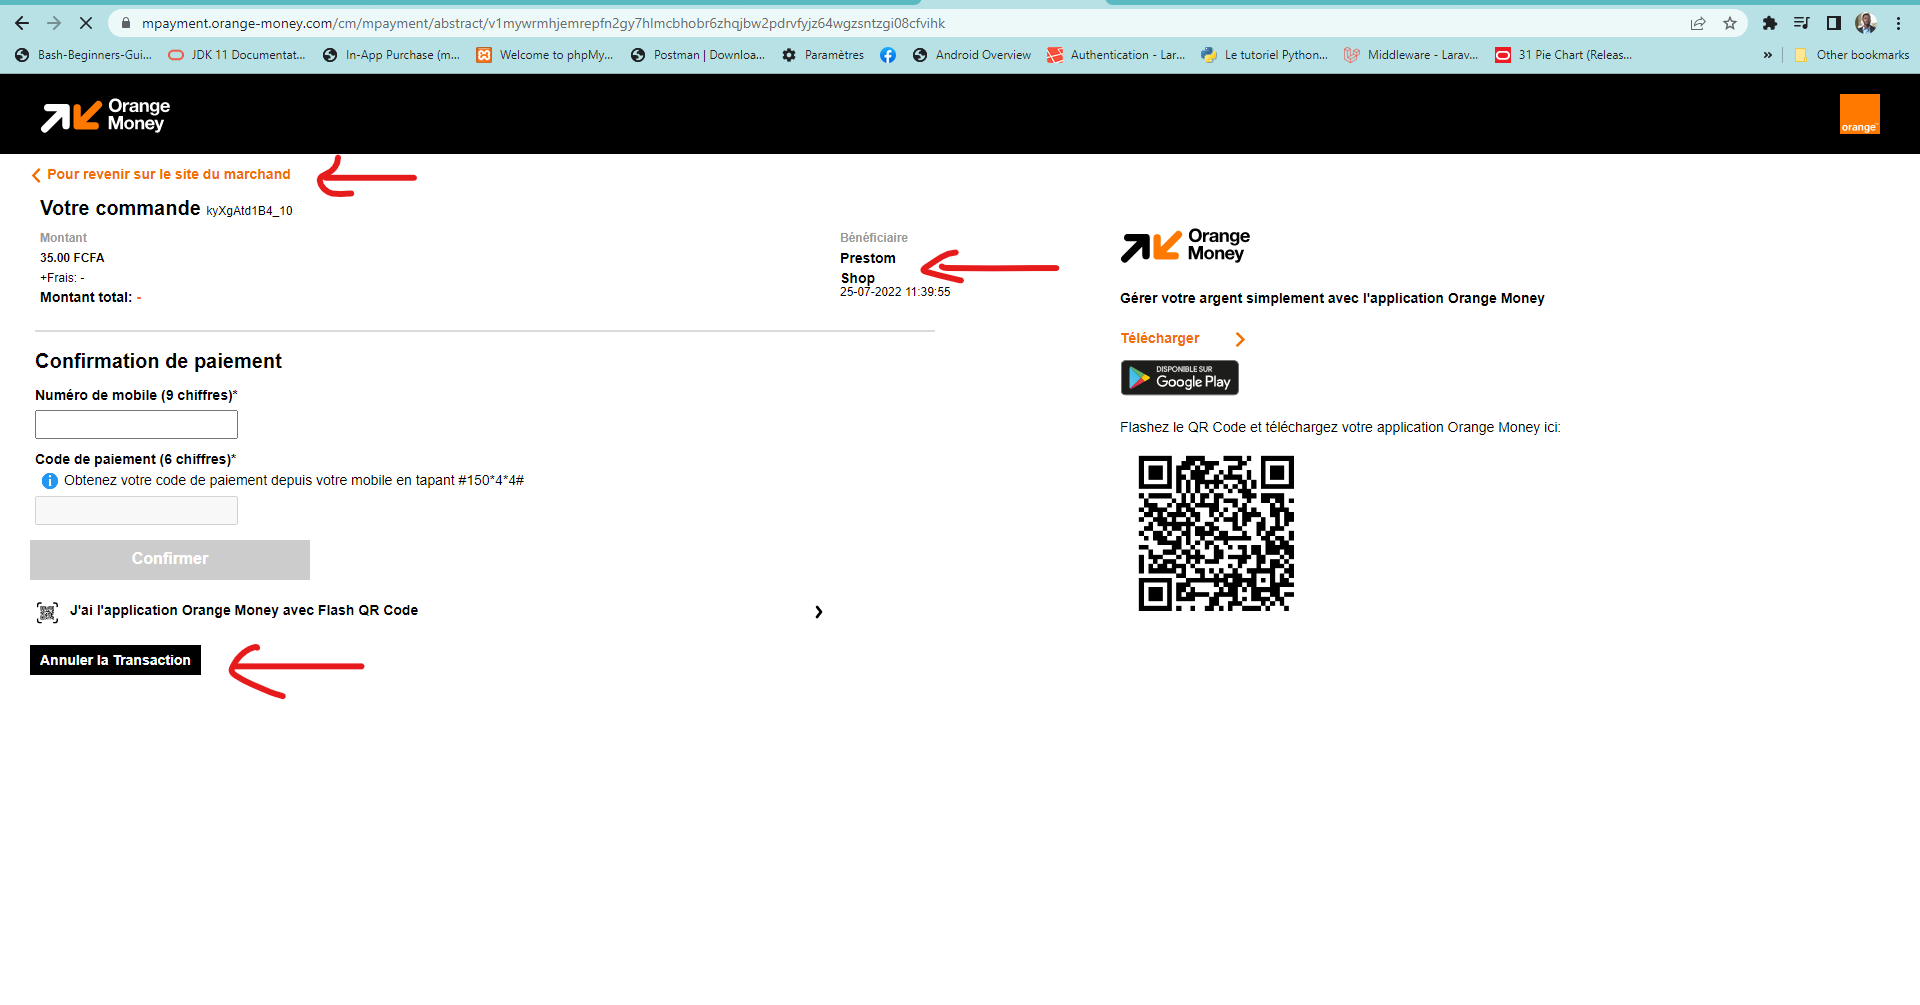 mpayment.orange-money.com/cm/mpayment/abstract/v1mywrmhjemrepfn2gy7hlmcbhobr6zhqjbw2pdrvfyjz64wgzsntzgi08cfvihk
Bash-Beginners-Gui... JDK 11 Documentat... In-App Purchase (m... Welcome to phpMy... Postman | Downloa... Paramètres Android Overview Authentication - Lar... Le tutoriel Python... Middleware - Larav... 31 Pie Chart (Releas... » Other bookmarks
Orange
Money
orange™
Pour revenir sur le site du marchand
Votre commande kyXgAtd1B4_10
Montant
35.00 FCFA
+Frais: -
Montant total: -
Bénéficiaire
Prestom
Shop
25-07-2022 11:39:55
Confirmation de paiement
Numéro de mobile (9 chiffres)*
Code de paiement (6 chiffres)*
Obtenez votre code de paiement depuis votre mobile en tapant #150*4*4#
Confirmer
J'ai l'application Orange Money avec Flash QR Code
Annuler la Transaction
Orange
Money
Gérer votre argent simplement avec l'application Orange Money
Télécharger
DISPONIBLE SUR
Google Play
Flashez le QR Code et téléchargez votre application Orange Money ici: